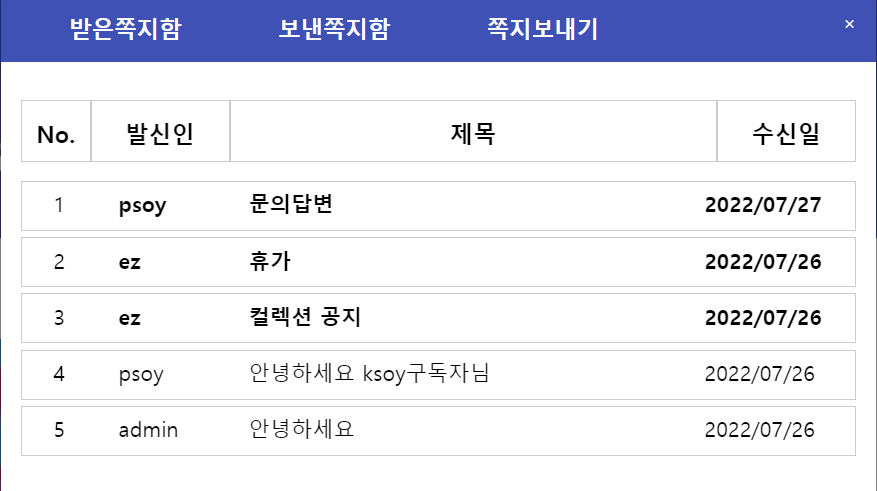 받은쪽지함 보낸쪽지함 쪽지보내기 ×
No. 발신인 제목 수신일
1 psoy 문의답변 2022/07/27
2 ez 휴가 2022/07/26
3 ez 컬렉션 공지 2022/07/26
4 psoy 안녕하세요 ksoy구독자님 2022/07/26
5 admin 안녕하세요 2022/07/26